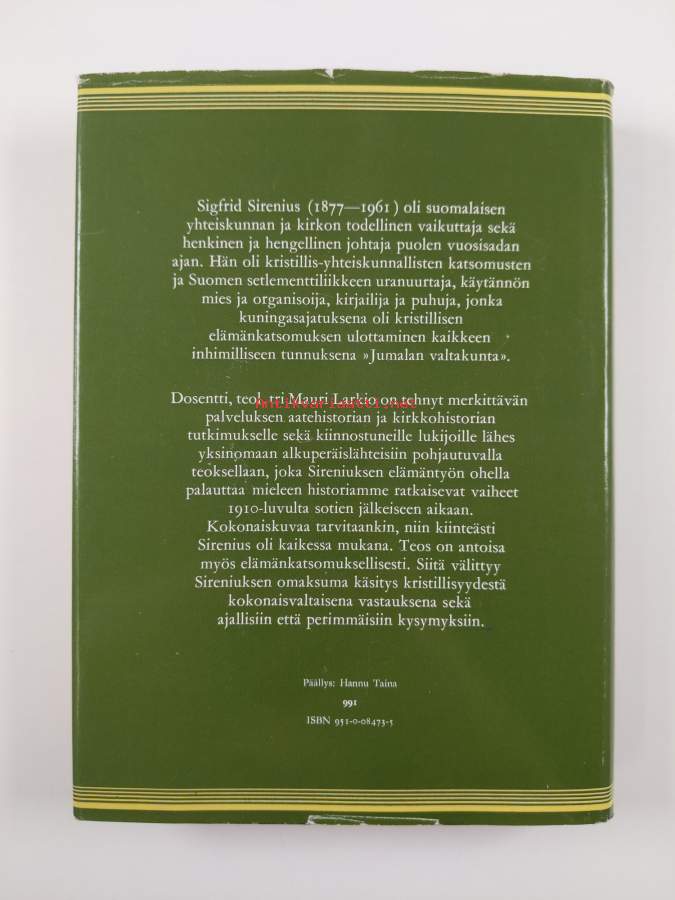 Sigfrid Sirenius (1877—1961) oli suomalaisen
yhteiskunnan ja kirkon todellinen vaikuttaja sekä
henkinen ja hengellinen johtaja puolen vuosisadan
ajan. Hän oli kristillis-yhteiskunnallisten katsomusten
ja Suomen setlementtiliikkeen uranuurtaja, käytännön
mies ja organisoija, kirjailija ja puhuja, jonka
kuningasajatuksena oli kristillisen
elämänkatsomuksen ulottaminen kaikkeen
inhimilliseen tunnuksena »Jumalan valtakunta».
Dosentti, teol. tri Mauri Larkio on tehnyt merkittävän
antikvariaatti.net
palveluksen aatehistorian ja kirkkohistorian
tutkimukselle sekä kiinnostuneille lukijoille lähes
yksinomaan alkuperäislähteisiin pohjautuvalla
teoksellaan, joka Sireniuksen elämäntyön ohella
palauttaa mieleen historiamme ratkaisevat vaiheet
1910-luvulta sotien jälkeiseen aikaan.
Kokonaiskuvaa tarvitaankin, niin kiinteästi
Sirenius oli kaikessa mukana. Teos on antoisa
myös elämänkatsomuksellisesti. Siitä välittyy
Sireniuksen omaksuma käsitys kristillisyydestä
kokonaisvaltaisena vastauksena sekä
ajallisiin että perimmäisiin kysymyksiin.
Päällys: Hannu Taina
991
ISBN 951-0-08473-5